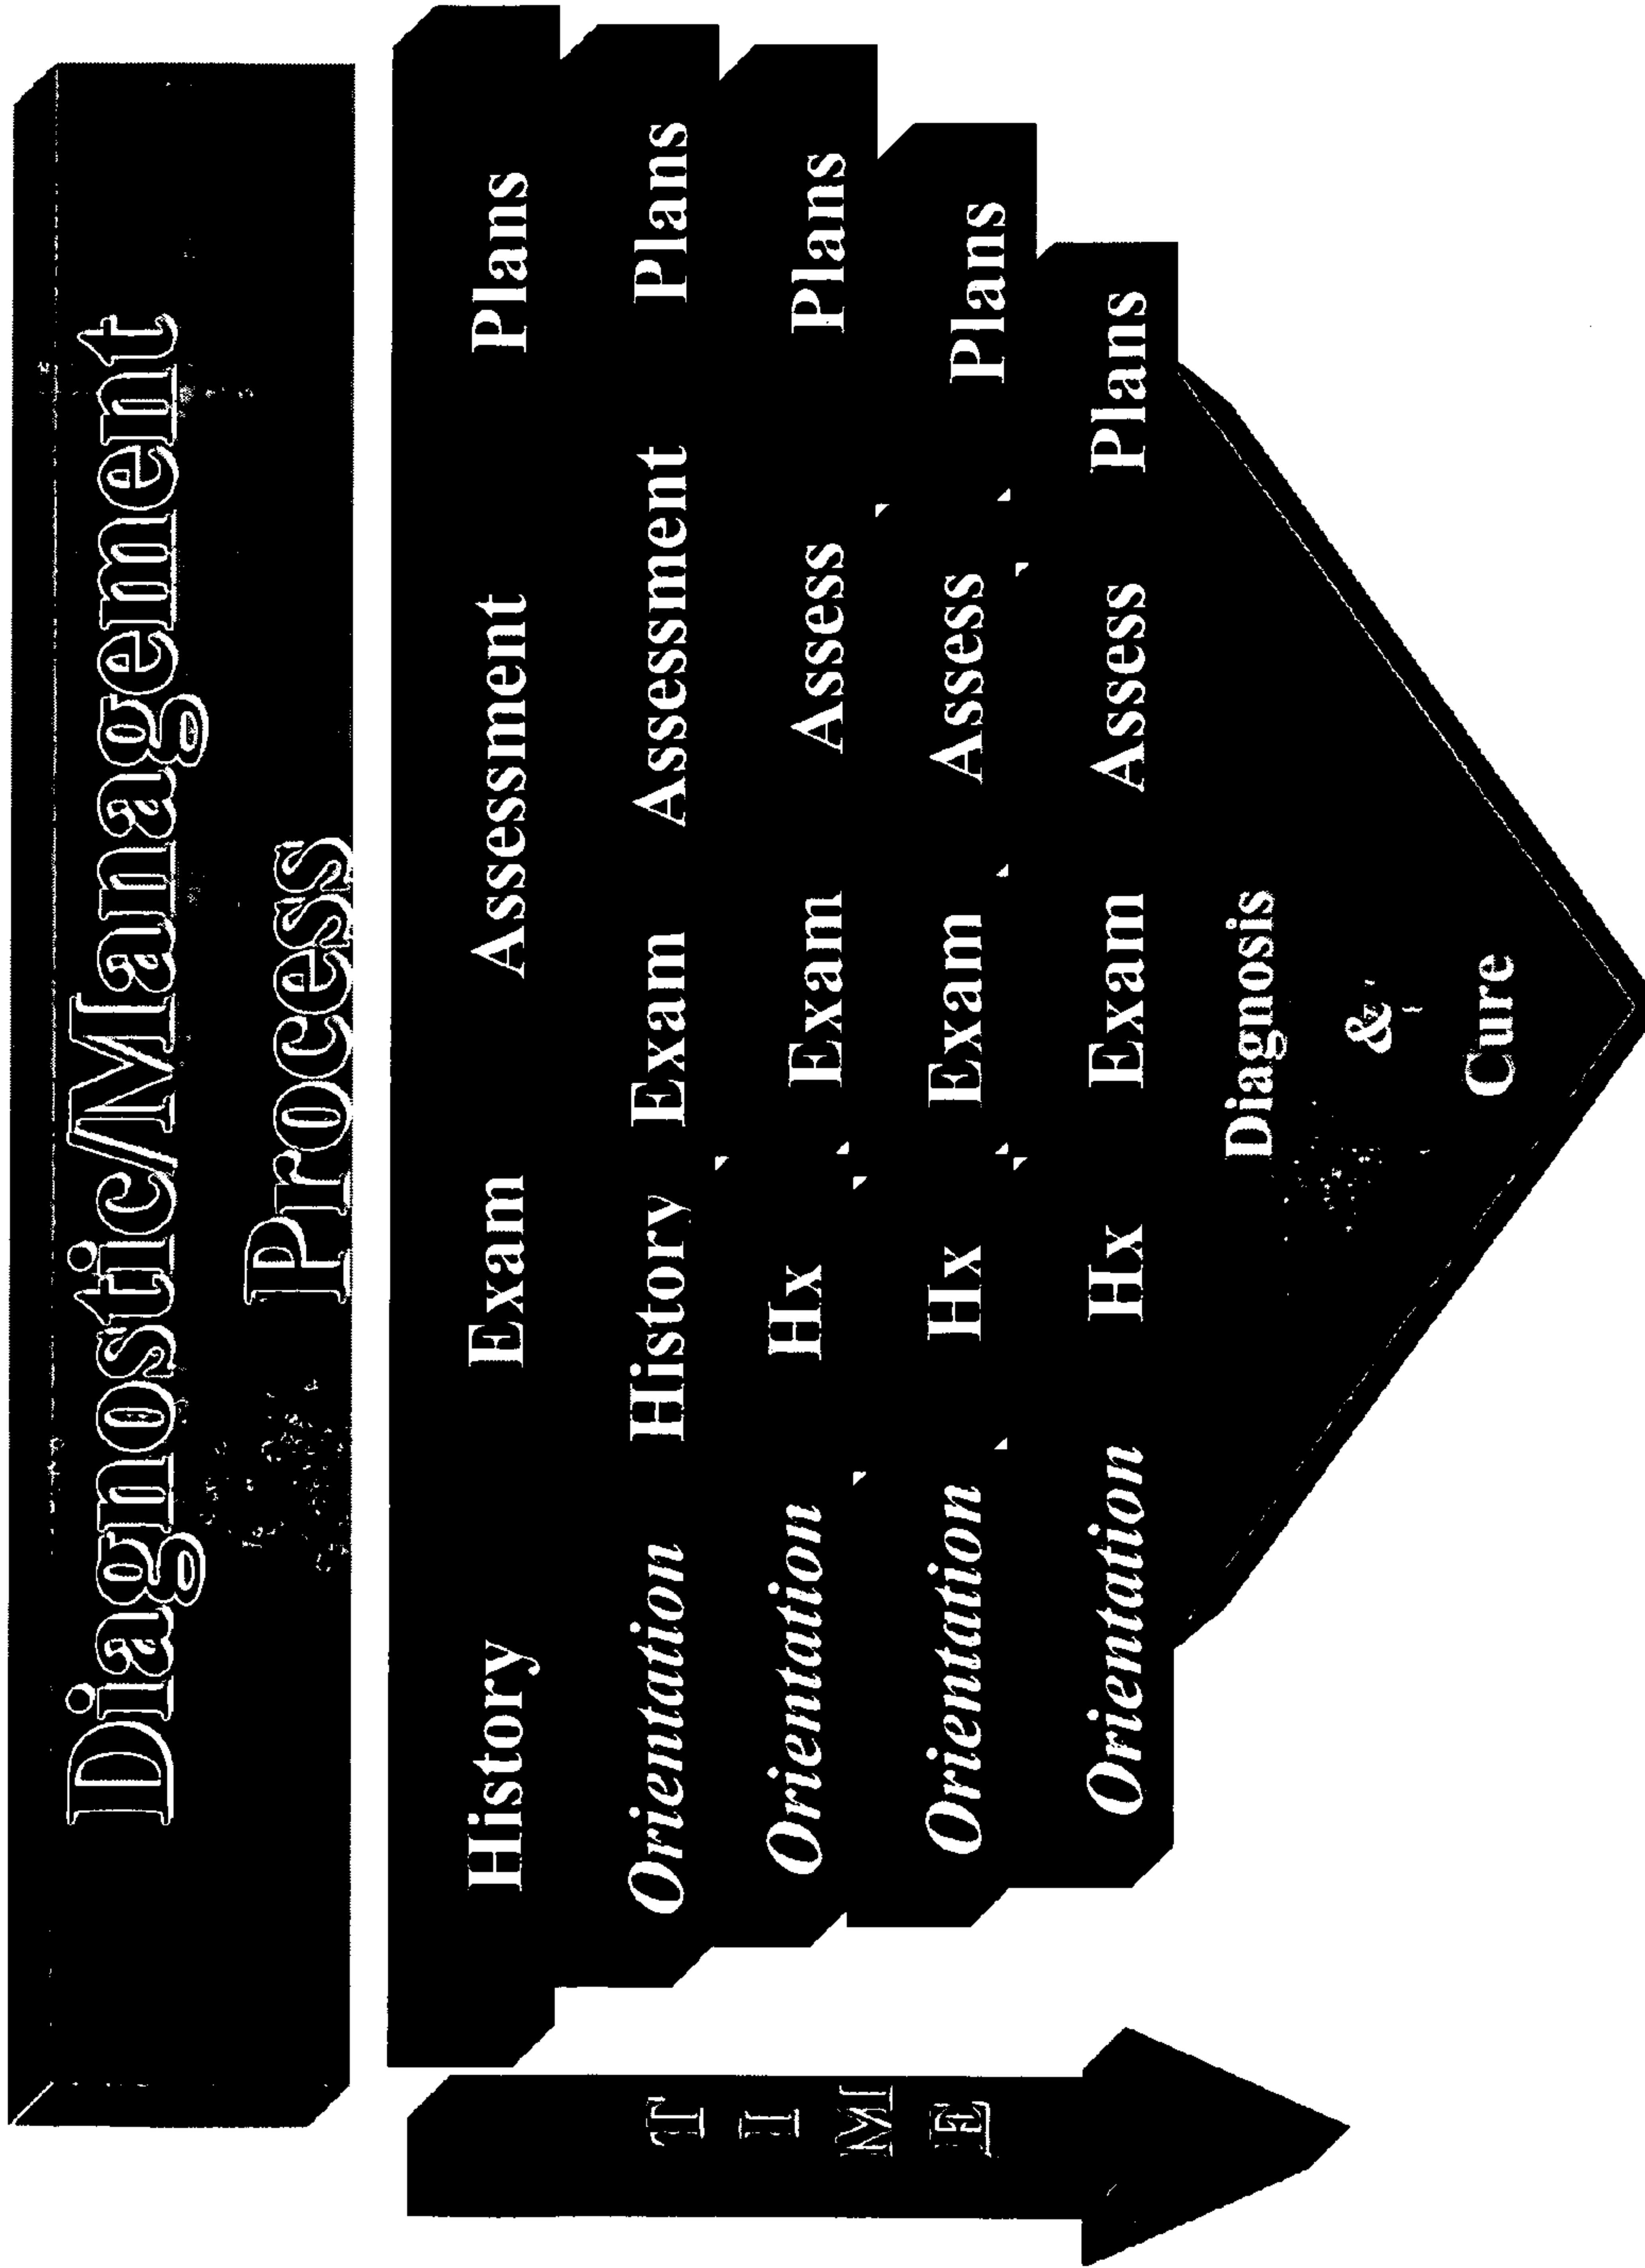 Diagnostic/Management
Process
History Exam Assessment Plans
Orientation History Exam Assessment Plans
Orientation Hx Exam Assess Plans
Orientation Hx Exam Assess Plans
Orientation Hx Exam Assess Plans
Diagnosis
&
Cure
T
I
M
E